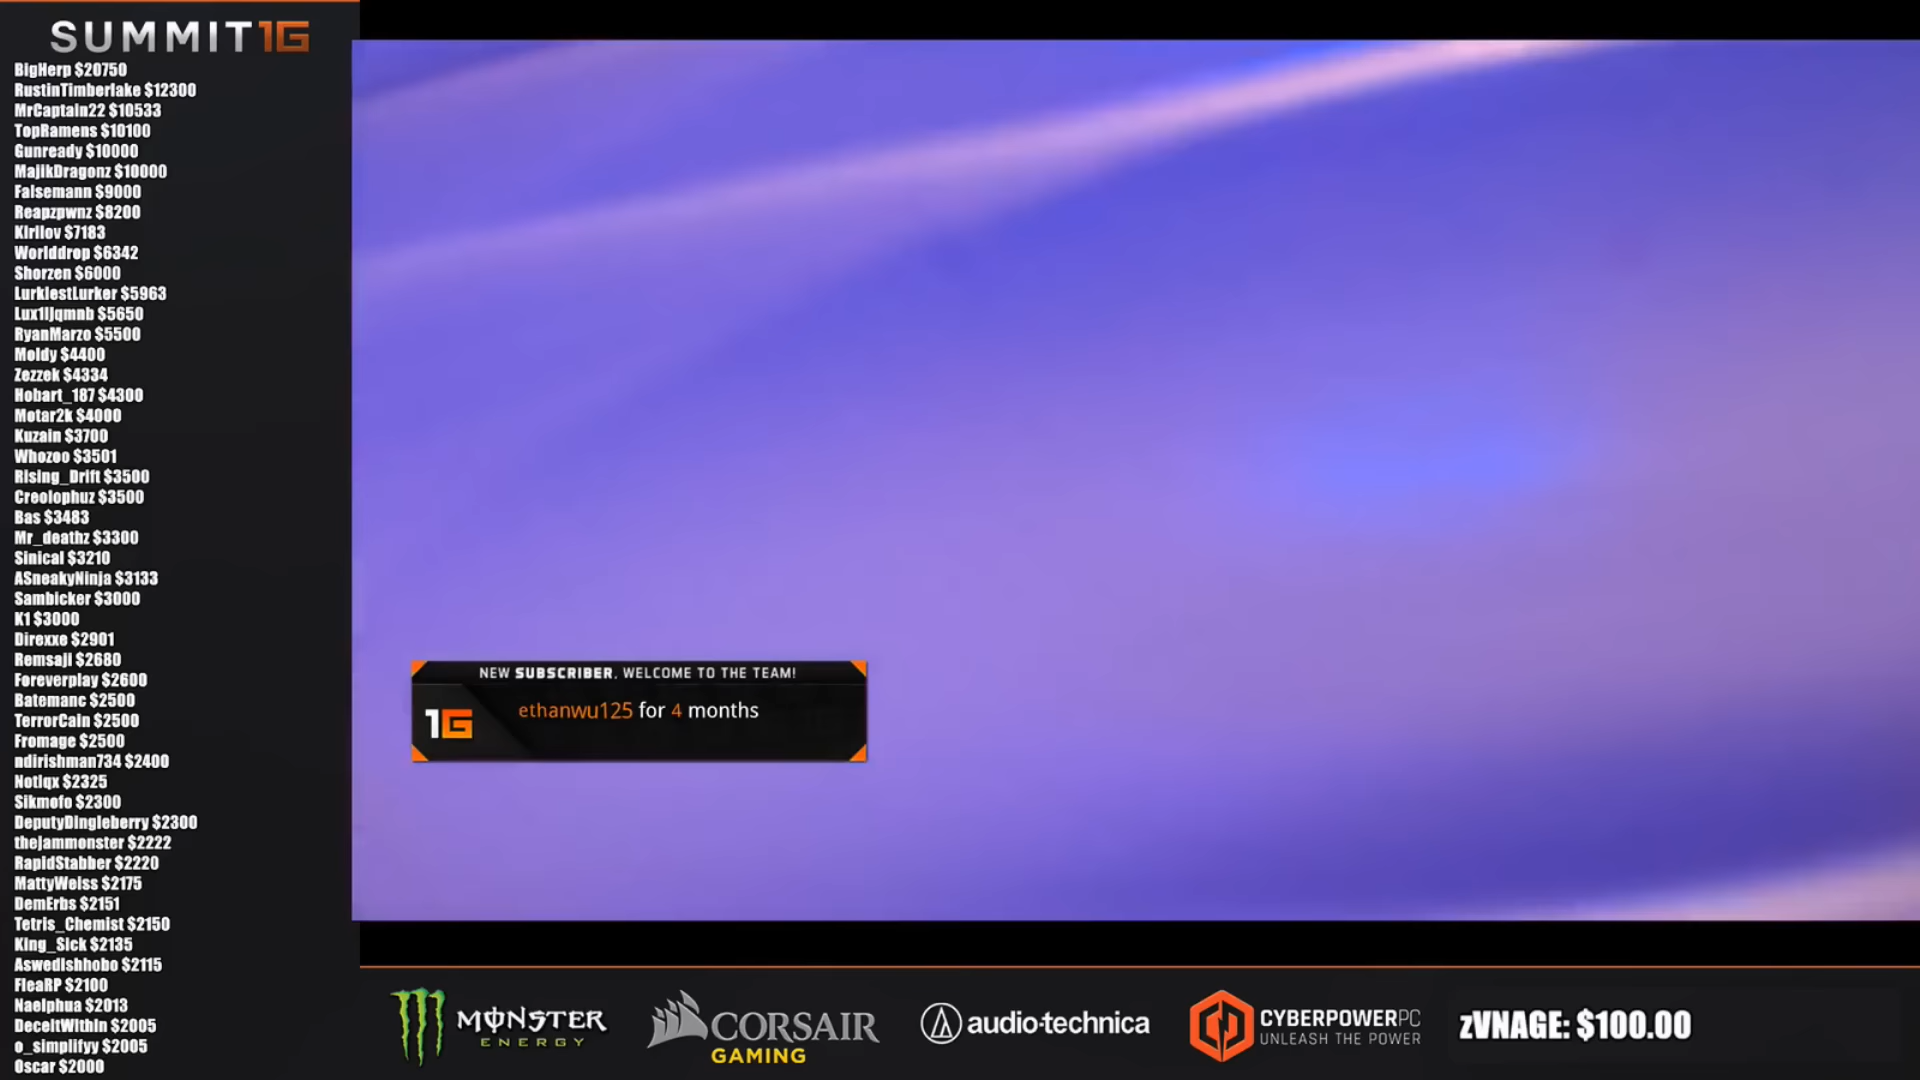 SUMMIT1G
BigHerp $20750
RustinTimberlake $12300
MrCaptain22 $10533
TopRamens $10100
Gunready $10000
MajikDragonz $10000
Falsemann $9000
Reapzpwnz $8200
Kirilov $7183
Worlddrop $6342
Shorzen $6000
LurkiestLurker $5963
Lux1ijqmnb $5650
RyanMarzo $5500
Moldy $4400
Zezzek $4334
Hobart_187 $4300
Motar2k $4000
Kuzain $3700
Whozoo $3501
Rising_Drift $3500
Creolophuz $3500
Bas $3483
Mr_deathz $3300
Sinical $3210
ASneakyNinja $3133
Sambicker $3000
K1 $3000
Direxxe $2901
Remsaji $2680
Foreverplay $2600
Batemanc $2500
TerrorCain $2500
Fromage $2500
ndirishman734 $2400
Notiqx $2325
Sikmofo $2300
DeputyDingleberry $2300
thejammonster $2222
RapidStabber $2220
MattyWeiss $2175
DemErbs $2151
Tetris_Chemist $2150
King_Sick $2135
Aswedishhobo $2115
FleaRP $2100
Naelphua $2013
DeceitWithin $2005
o_simplifyy $2005
Oscar $2000
NEW SUBSCRIBER, WELCOME TO THE TEAM!
1G
ethanwu125 for 4 months
MONSTER
ENERGY
CORSAIR
GAMING
audio-technica
CYBERPOWERPC
UNLEASH THE POWER
zVNAGE: $100.00